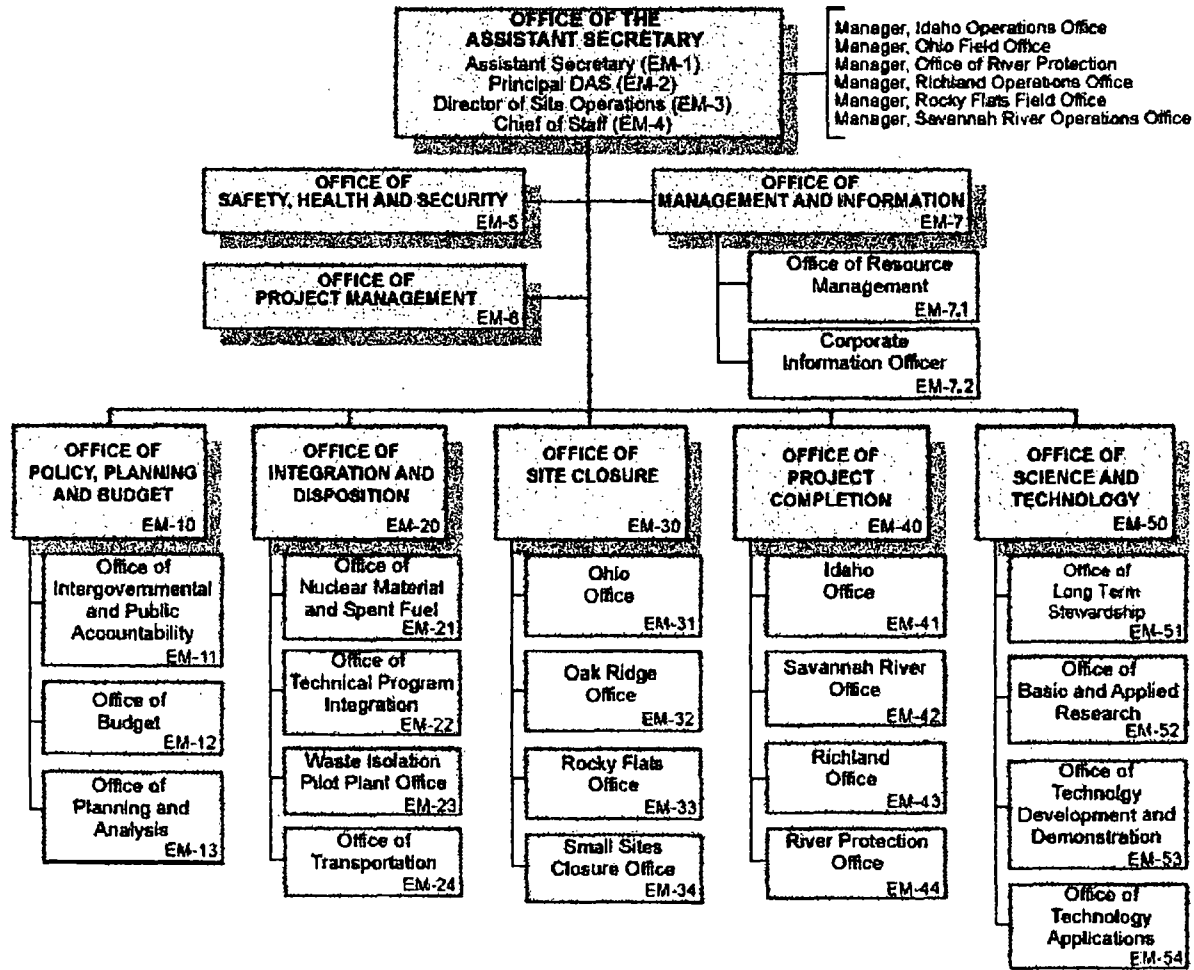 OFFICE OF THE
ASSISTANT SECRETARY
Assistant Secretary (EM-1)
Principal DAS (EM-2)
Director of Site Operations (EM-3)
Chief of Staff (EM-4)
Manager, Idaho Operations Office
Manager, Ohio Field Office
Manager, Office of River Protection
Manager, Richland Operations Office
Manager, Rocky Flats Field Office
Manager, Savannah River Operations Office
OFFICE OF
SAFETY, HEALTH AND SECURITY
EM-5
OFFICE OF
MANAGEMENT AND INFORMATION
EM-7
OFFICE OF
PROJECT MANAGEMENT
EM-6
Office of Resource
Management
EM-7.1
Corporate
Information Officer
EM-7.2
OFFICE OF
POLICY, PLANNING
AND BUDGET
EM-10
Office of
Intergovernmental
and Public
Accountability
EM-11
Office of
Budget
EM-12
Office of
Planning and
Analysis
EM-13
OFFICE OF
INTEGRATION AND
DISPOSITION
EM-20
Office of
Nuclear Material
and Spent Fuel
EM-21
Office of
Technical Program
Integration
EM-22
Waste Isolation
Pilot Plant Office
EM-23
Office of
Transportation
EM-24
OFFICE OF
SITE CLOSURE
EM-30
Ohio
Office
EM-31
Oak Ridge
Office
EM-32
Rocky Flats
Office
EM-33
Small Sites
Closure Office
EM-34
OFFICE OF
PROJECT
COMPLETION
EM-40
Idaho
Office
EM-41
Savannah River
Office
EM-42
Richland
Office
EM-43
River Protection
Office
EM-44
OFFICE OF
SCIENCE AND
TECHNOLOGY
EM-50
Office of
Long Term
Stewardship
EM-51
Office of
Basic and Applied
Research
EM-52
Office of
Technolgy
Development and
Demonstration
EM-53
Office of
Technology
Applications
EM-54